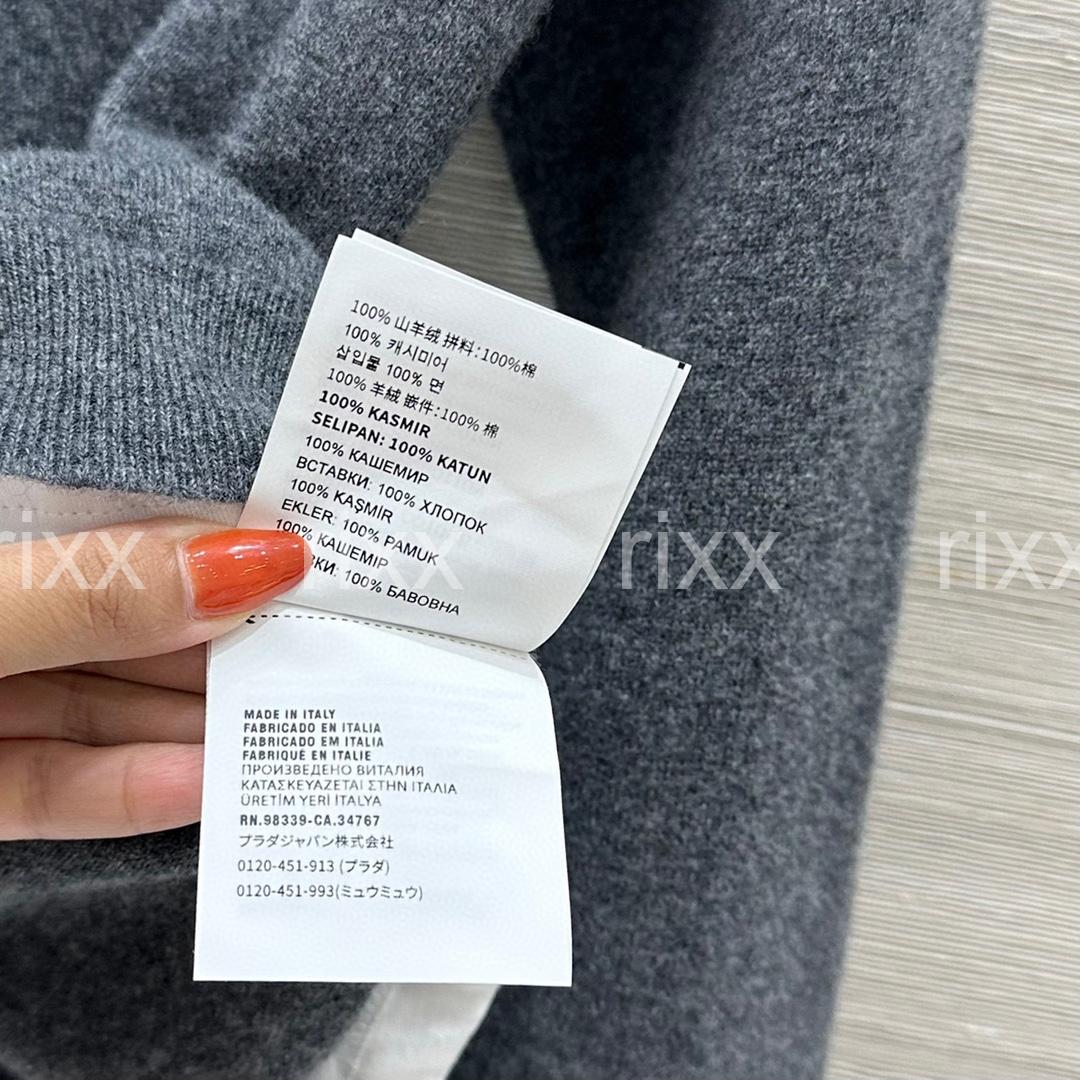 100% 山羊绒 拼料:100%棉
100% 캐시미어
삽입물 100% 면
100% 羊絨 嵌件:100% 棉
100% KASMIR
SELIPAN: 100% KATUN
100% КАШЕМИР
ВСТАВКИ: 100% ХЛОПОК
100% KAŞMİR
EKLER: 100% PAMUK
100% КАШЕМІР
100% БАВОВНА
rixx rixx rixx rixx
MADE IN ITALY
FABRICADO EN ITALIA
FABRICADO EM ITALIA
FABRIQUÉ EN ITALIE
ПРОИЗВЕДЕНО ВИТАЛИЯ
ΚΑΤΑΣΚΕΥΑΖΕΤΑΙ ΣΤΗΝ ΙΤΑΛΙΑ
ÜRETİM YERİ İTALYA
RN.98339-CA.34767
プラダジャパン株式会社
0120-451-913 (プラダ)
0120-451-993(ミュウミュウ)